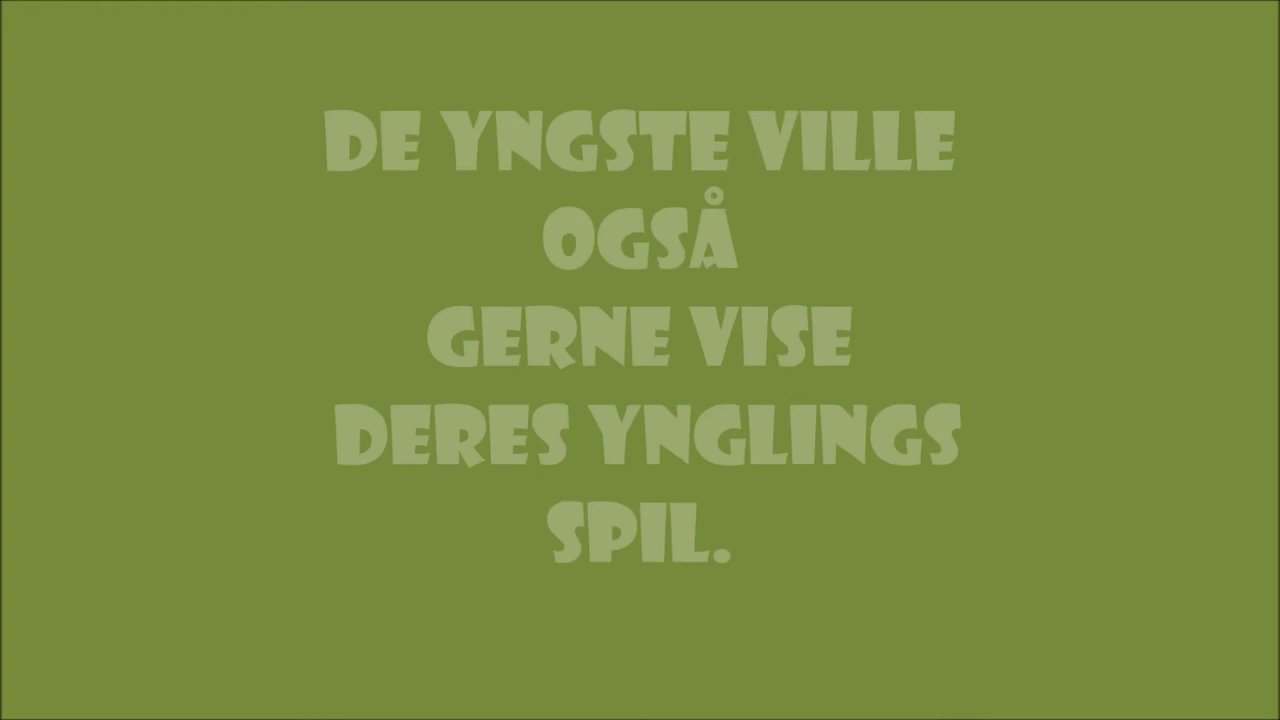 DE YNGSTE VILLE
OGSÅ
GERNE VISE
DERES YNGLINGS
SPIL.